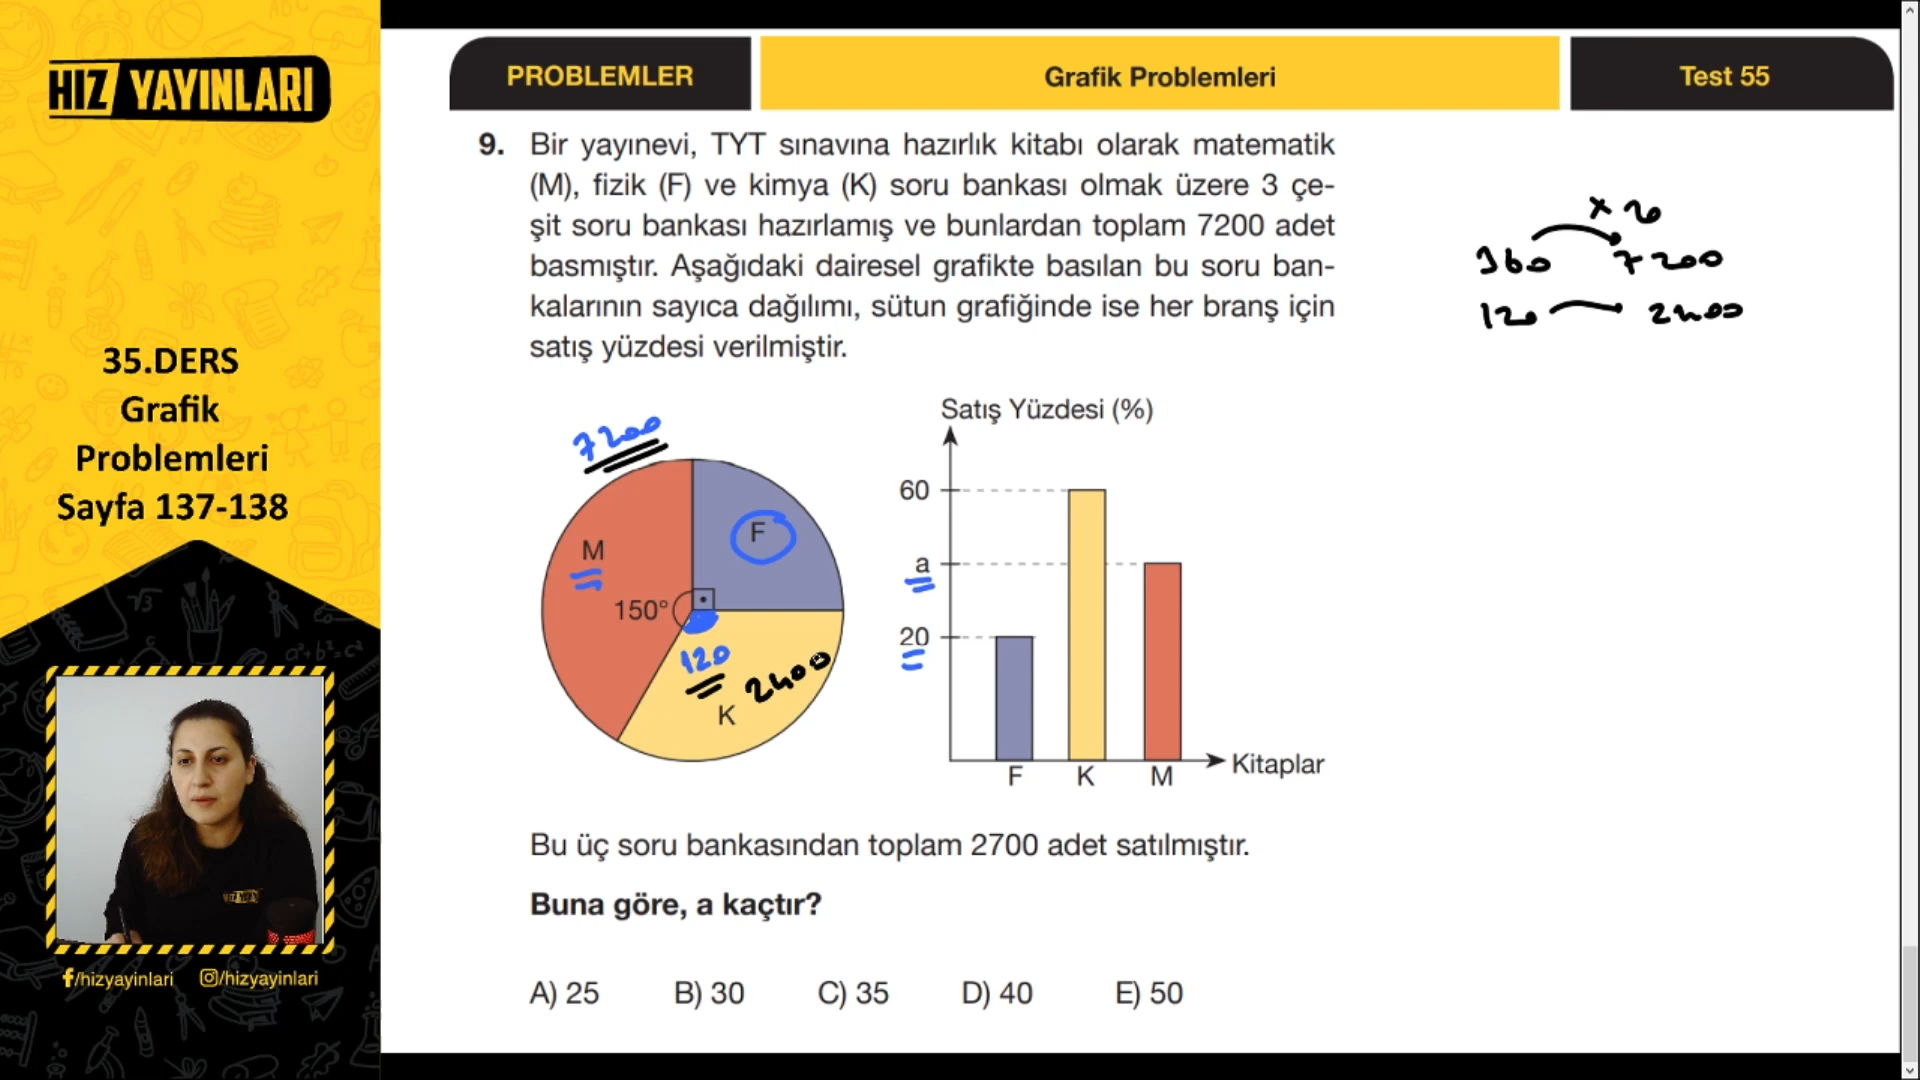 HIZ YAYINLARI
35.DERS
Grafik
Problemleri
Sayfa 137-138
/hizyayinlari /hizyayinlari
PROBLEMLER
Grafik Problemleri
Test 55
9. Bir yayınevi, TYT sınavına hazırlık kitabı olarak matematik
(M), fizik (F) ve kimya (K) soru bankası olmak üzere 3 çe-
şit soru bankası hazırlamış ve bunlardan toplam 7200 adet
basmıştır. Aşağıdaki dairesel grafikte basılan bu soru ban-
kalarının sayıca dağılımı, sütun grafiğinde ise her branş için
satış yüzdesi verilmiştir.
x 20
360 7200
120 2400
7200
M
F
150°
120
2400
K
Satış Yüzdesi (%)
60
a
20
F K M
Kitaplar
Bu üç soru bankasından toplam 2700 adet satılmıştır.
Buna göre, a kaçtır?
A) 25 B) 30 C) 35 D) 40 E) 50